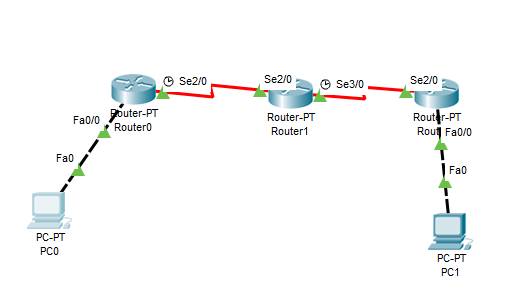 Se2/0
Se2/0
Se3/0
Se2/0
Router-PT
Router0
Router-PT
Router1
Router-PT
Fa0/0
Fa0/0
Fa0
Fa0
PC-PT
PC0
PC-PT
PC1